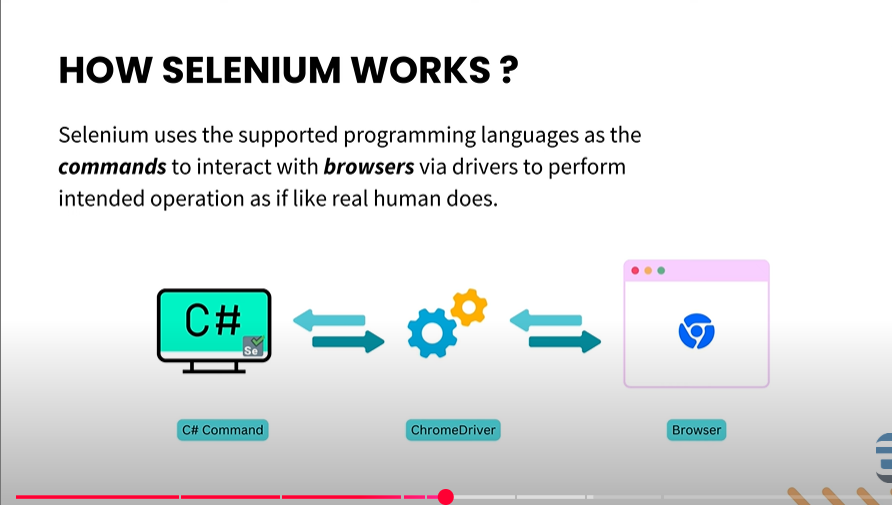 HOW SELENIUM WORKS ?
Selenium uses the supported programming languages as the
commands to interact with browsers via drivers to perform
intended operation as if like real human does.
C#
Se
C# Command
ChromeDriver
Browser